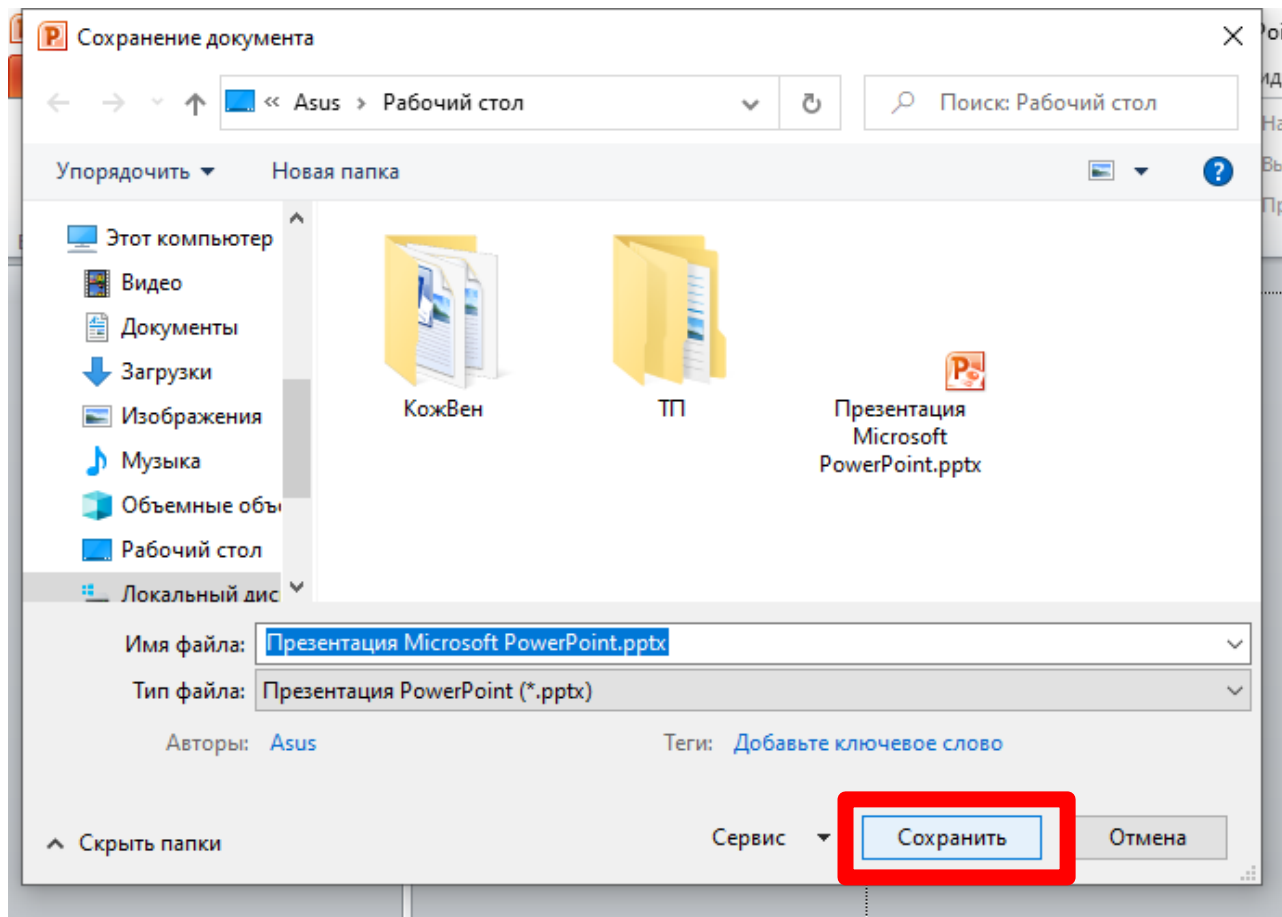 Сохранение документа
« Asus › Рабочий стол
Поиск: Рабочий стол
Упорядочить
Новая папка
Этот компьютер
Видео
Документы
Загрузки
Изображения
Музыка
Объемные объ
Рабочий стол
Локальный дис
КожВен
ТП
Презентация
Microsoft
PowerPoint.pptx
Имя файла: Презентация Microsoft PowerPoint.pptx
Тип файла: Презентация PowerPoint (*.pptx)
Авторы: Asus
Теги: Добавьте ключевое слово
Скрыть папки
Сервис
Сохранить
Отмена